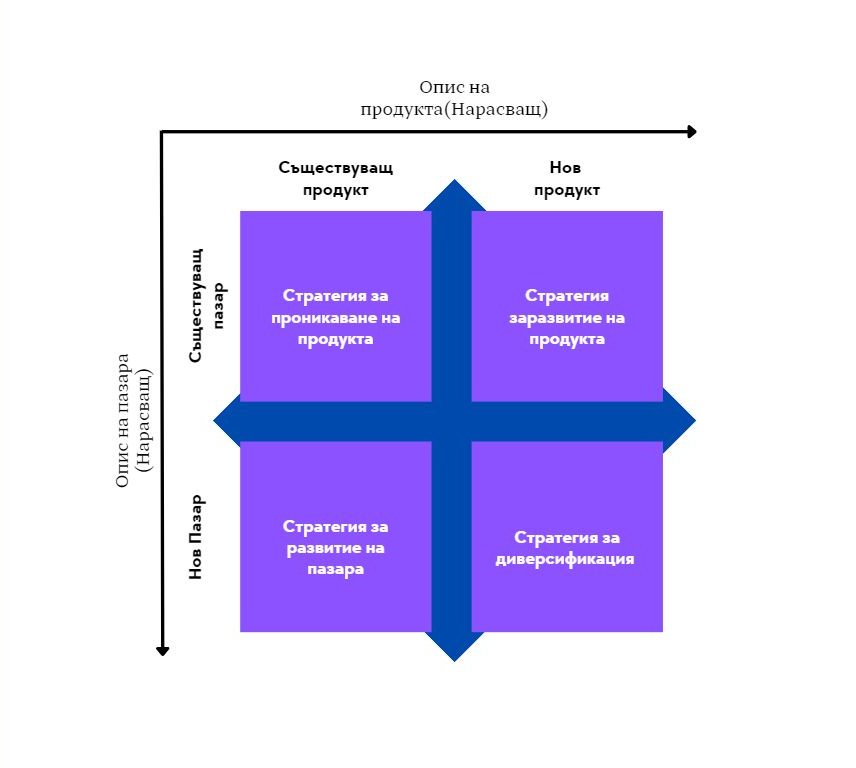 Опис на
продукта(Нарасващ)
Съществуващ
продукт
Нов
продукт
Съществуващ
пазар
Стратегия за
проникаване на
продукта
Стратегия
заразвитие на
продукта
Опис на пазара
(Нарасващ)
Нов Пазар
Стратегия за
развитие на
пазара
Стратегия за
диверсификация